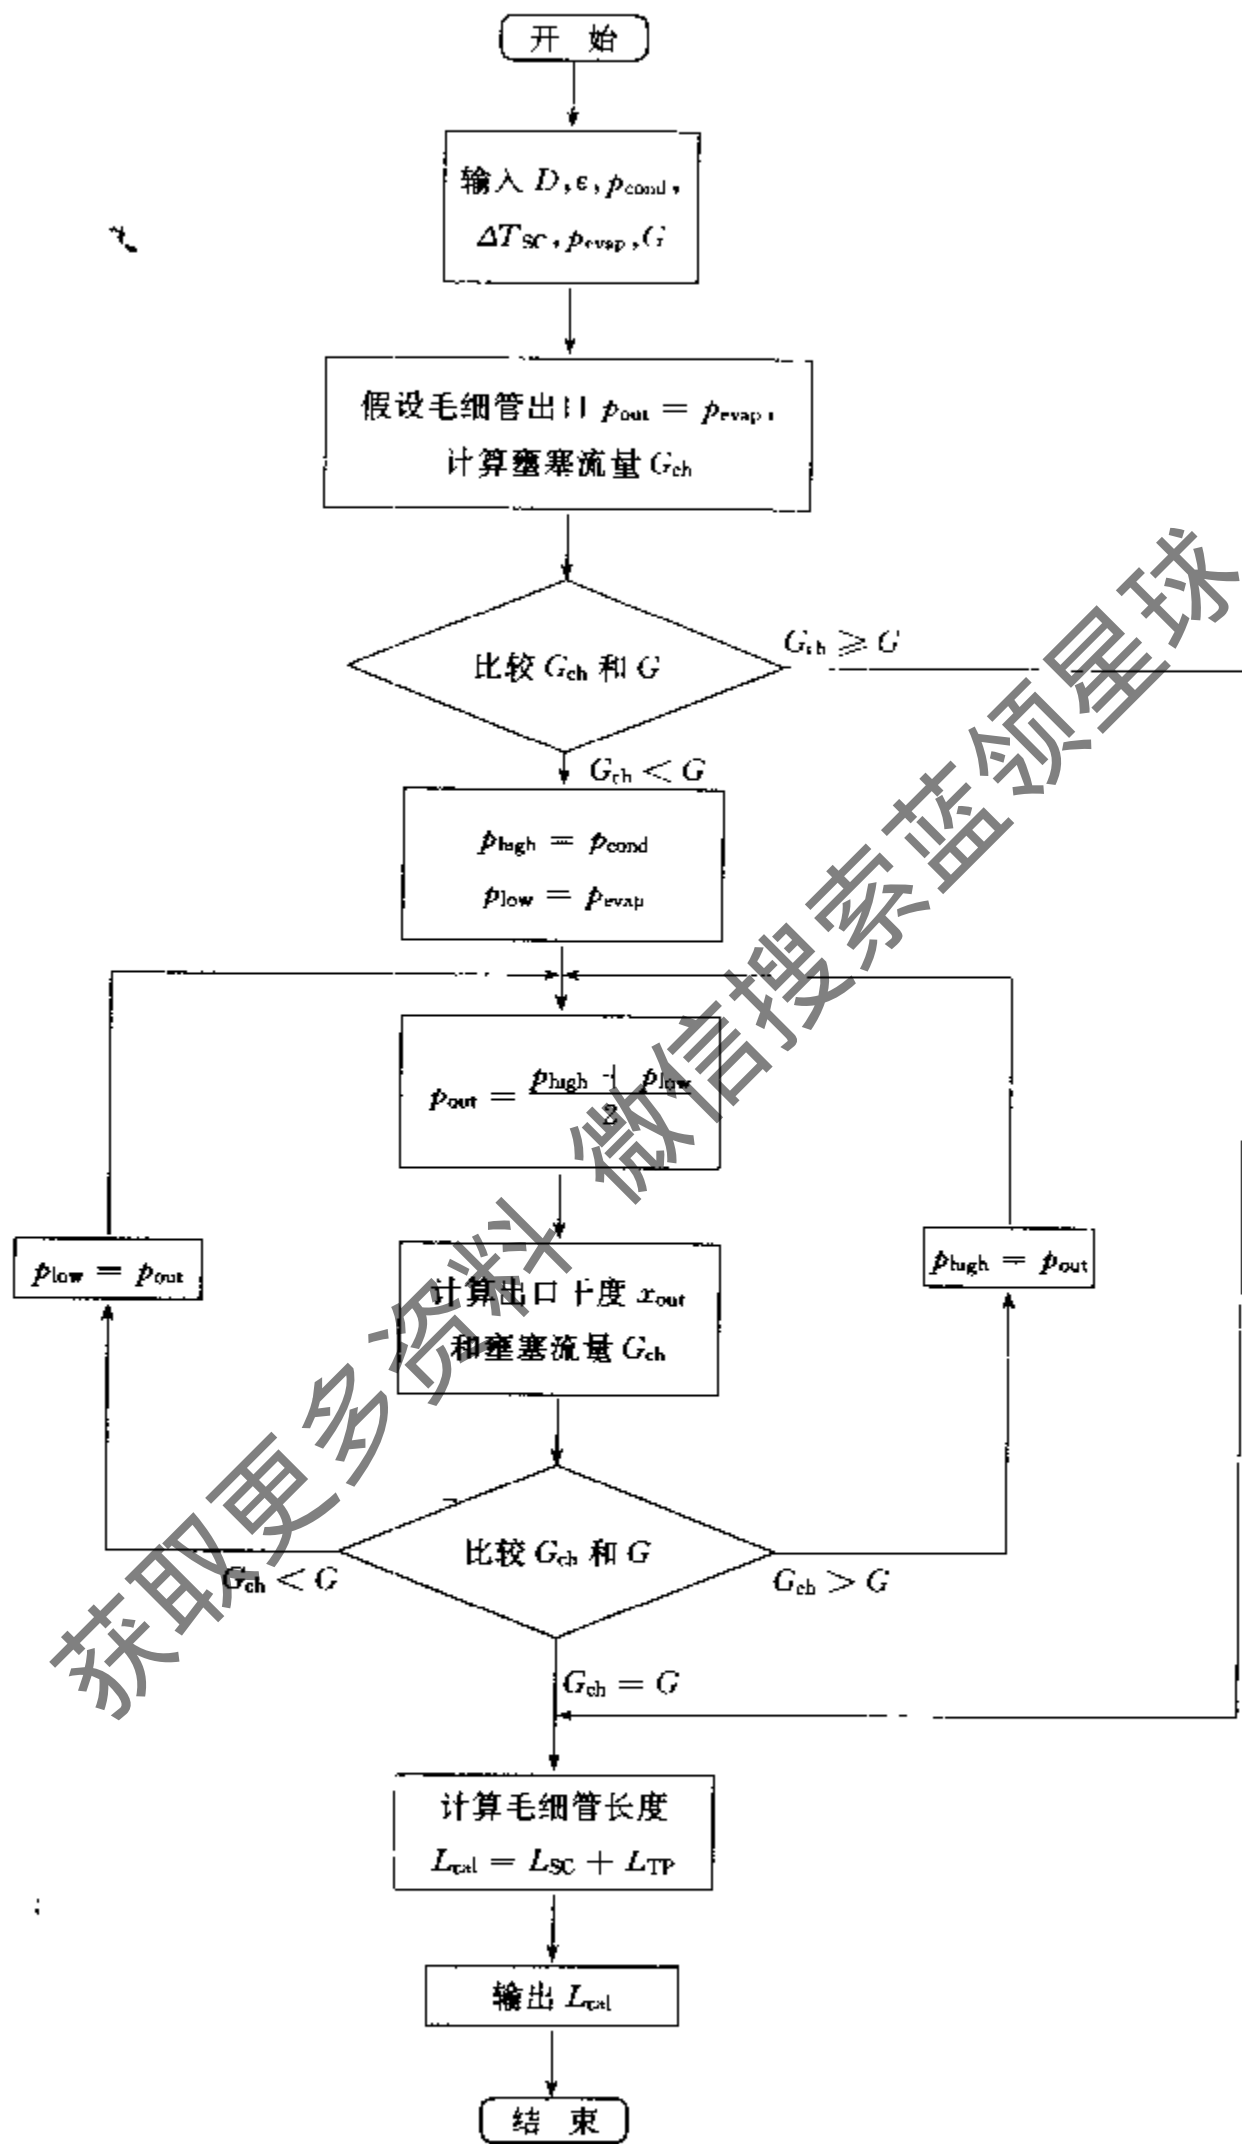 开 始
输入 D,ε,p_cond,
ΔT_SC,p_evap,G
假设毛细管出口 p_out = p_evap,
计算壅塞流量 G_ch
比较 G_ch 和 G
G_ch ≥ G
G_ch < G
p_high = p_cond
p_low = p_evap
p_out = (p_high + p_low)/2
p_low = p_out
p_high = p_out
计算出口干度 x_out
和壅塞流量 G_ch
比较 G_ch 和 G
G_ch < G
G_ch > G
G_ch = G
计算毛细管长度
L_cal = L_SC + L_TP
输出 L_cal
结 束
获取更多资料 微信搜索蓝领星球